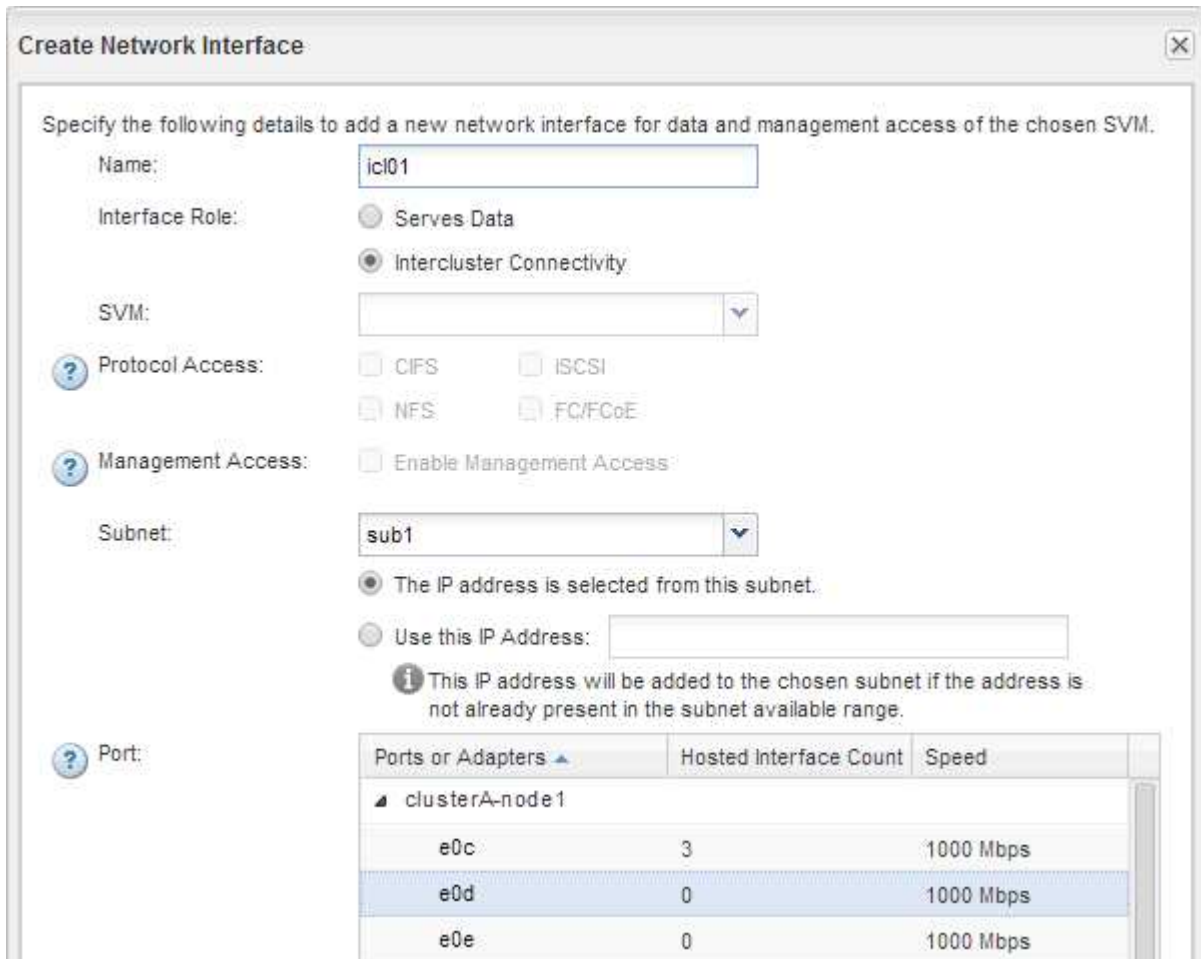 Create Network Interface
Specify the following details to add a new network interface for data and management access of the chosen SVM.
Name: icl01
Interface Role: Serves Data
Intercluster Connectivity
SVM:
Protocol Access: CIFS iSCSI
NFS FC/FCoE
Management Access: Enable Management Access
Subnet: sub1
The IP address is selected from this subnet.
Use this IP Address:
This IP address will be added to the chosen subnet if the address is
not already present in the subnet available range.
Port: Ports or Adapters Hosted Interface Count Speed
clusterA-node1
e0c 3 1000 Mbps
e0d 0 1000 Mbps
e0e 0 1000 Mbps